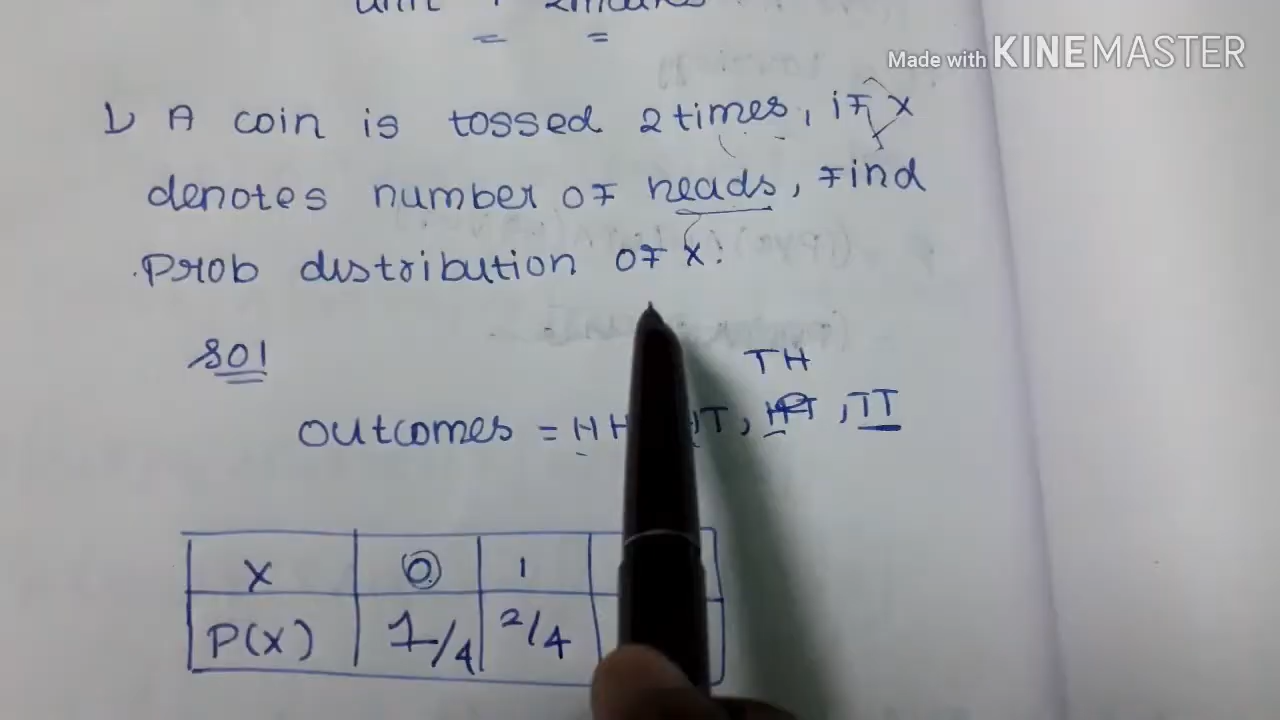 Made with KINEMASTER
1) A coin is tossed 2 times, if X
denotes number of heads, find
prob distribution of X:
Sol
TH
outcomes = HH HT, , TT
X 0 1
P(X) 1/4 2/4